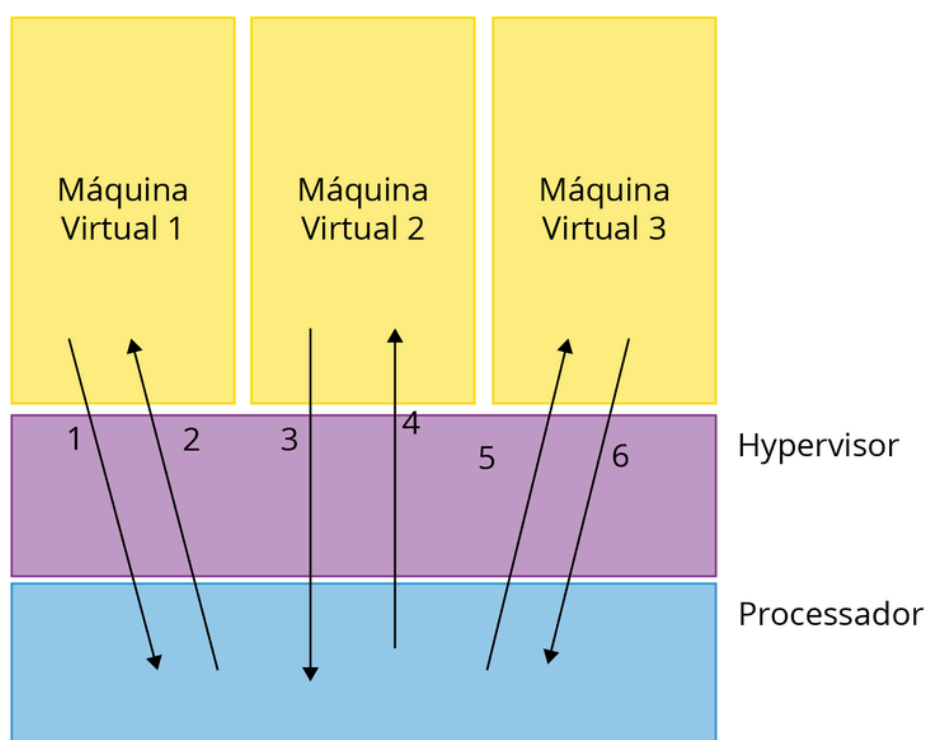 Máquina
Virtual 1
Máquina
Virtual 2
Máquina
Virtual 3
1
2
3
4
5
6
Hypervisor
Processador